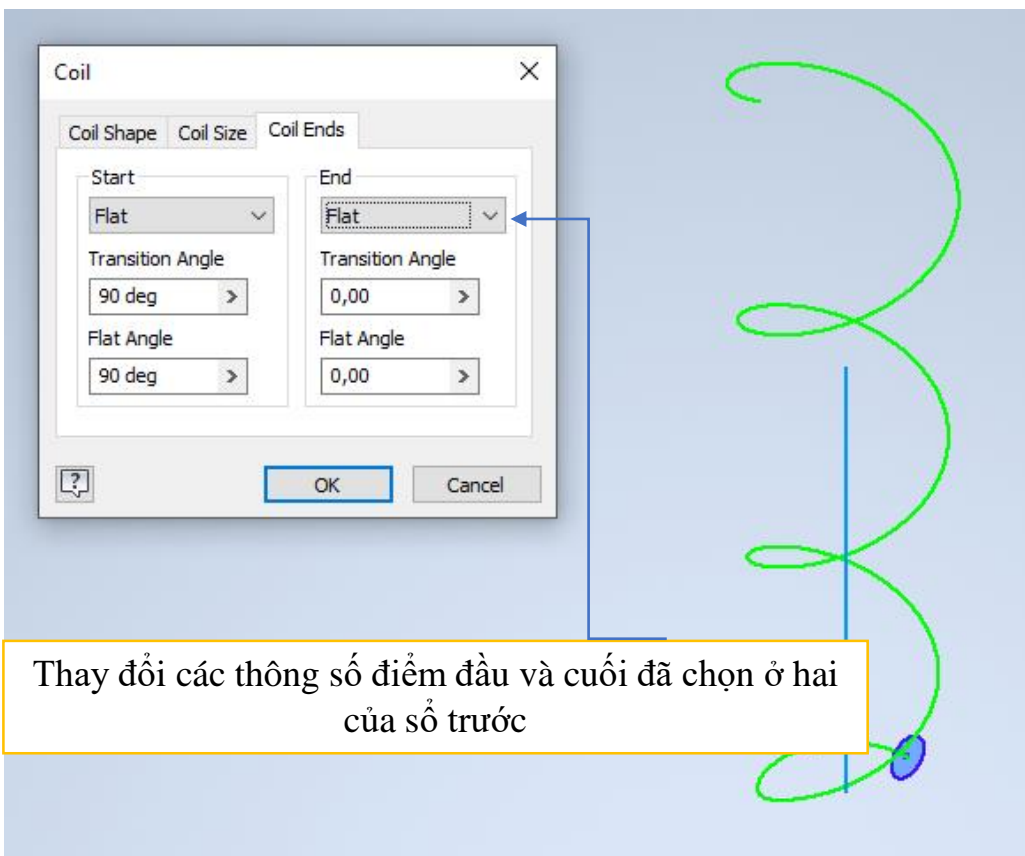 Coil
Coil Shape Coil Size Coil Ends
Start End
Flat Flat
Transition Angle Transition Angle
90 deg > 0,00 >
Flat Angle Flat Angle
90 deg > 0,00 >
? OK Cancel
Thay đổi các thông số điểm đầu và cuối đã chọn ở hai
của sổ trước